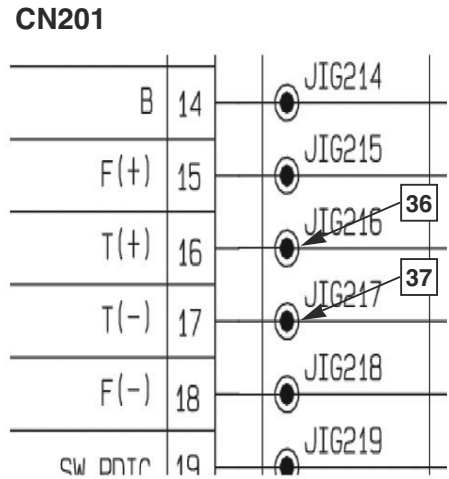 CN201
B 14 JIG214
F(+) 15 JIG215
36
T(+) 16 JIG216
37
T(-) 17 JIG217
F(-) 18 JIG218
19 JIG219